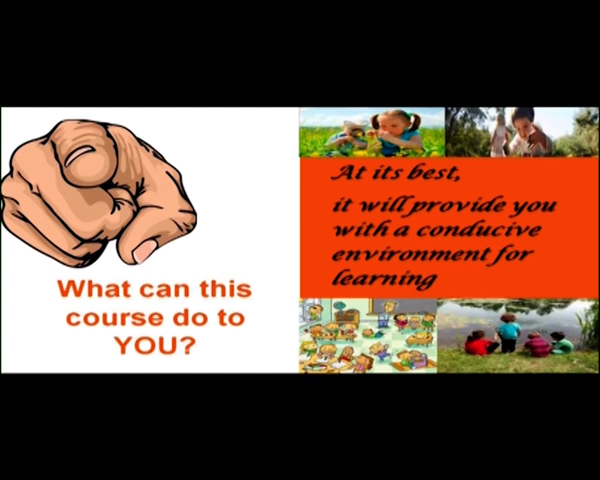 What can this
course do to
YOU?
At its best,
it will provide you
with a conducive
environment for
learning